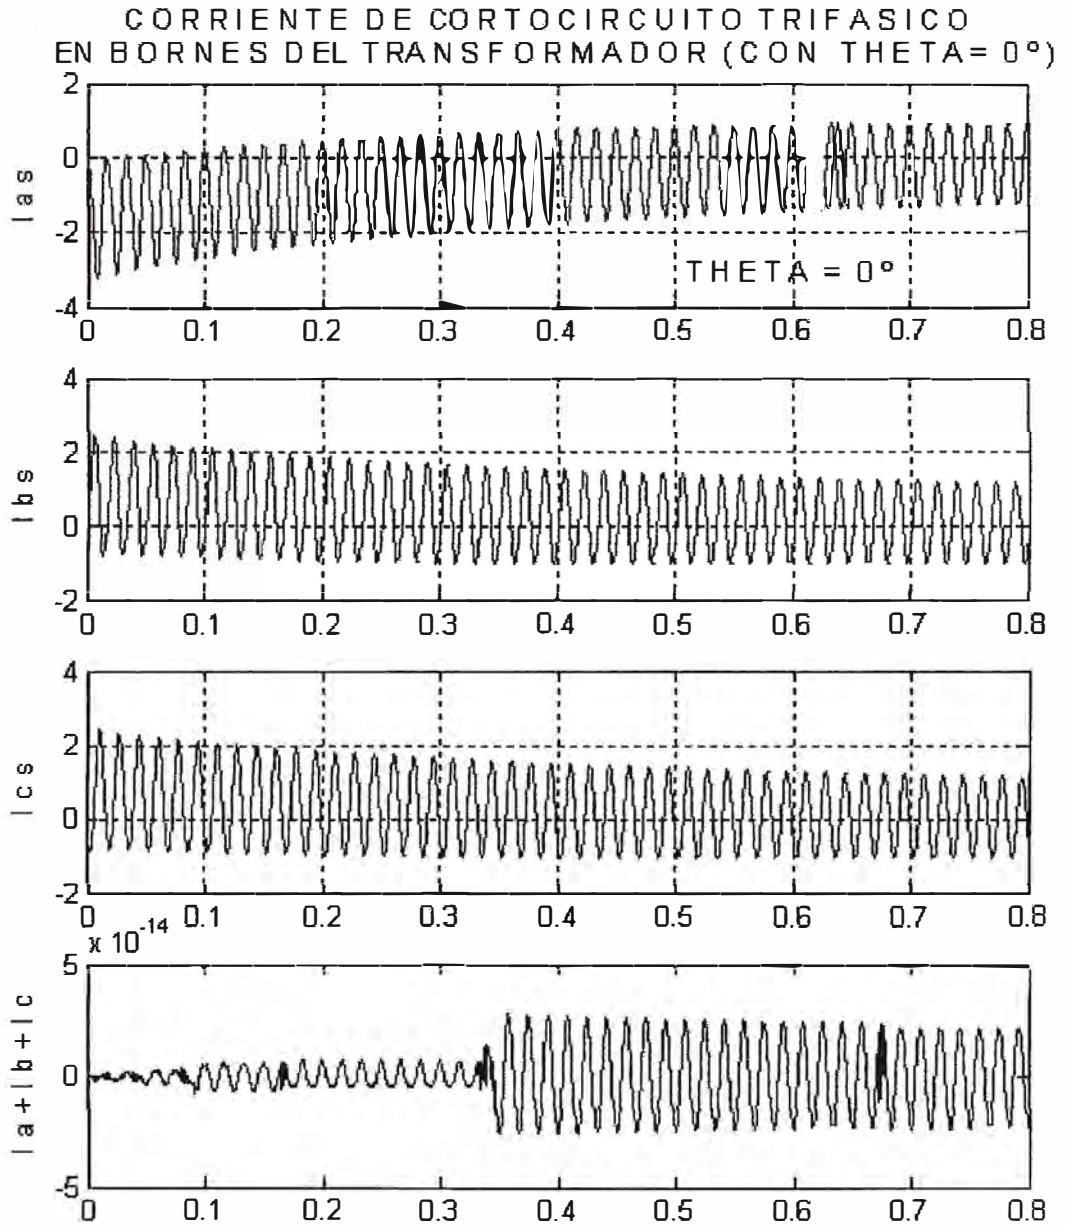 CORRIENTE DE CORTOCIRCUITO TRIFASICO
EN BORNES DEL TRANSFORMADOR (CON THETA= 0º)
2
0
-2
-4
Ias
THETA = 0º
0 0.1 0.2 0.3 0.4 0.5 0.6 0.7 0.8
4
2
0
-2
Ibs
0 0.1 0.2 0.3 0.4 0.5 0.6 0.7 0.8
4
2
0
-2
Ics
0 0.1 0.2 0.3 0.4 0.5 0.6 0.7 0.8
x 10-14
5
0
-5
Ia+Ib+Ic
0 0.1 0.2 0.3 0.4 0.5 0.6 0.7 0.8